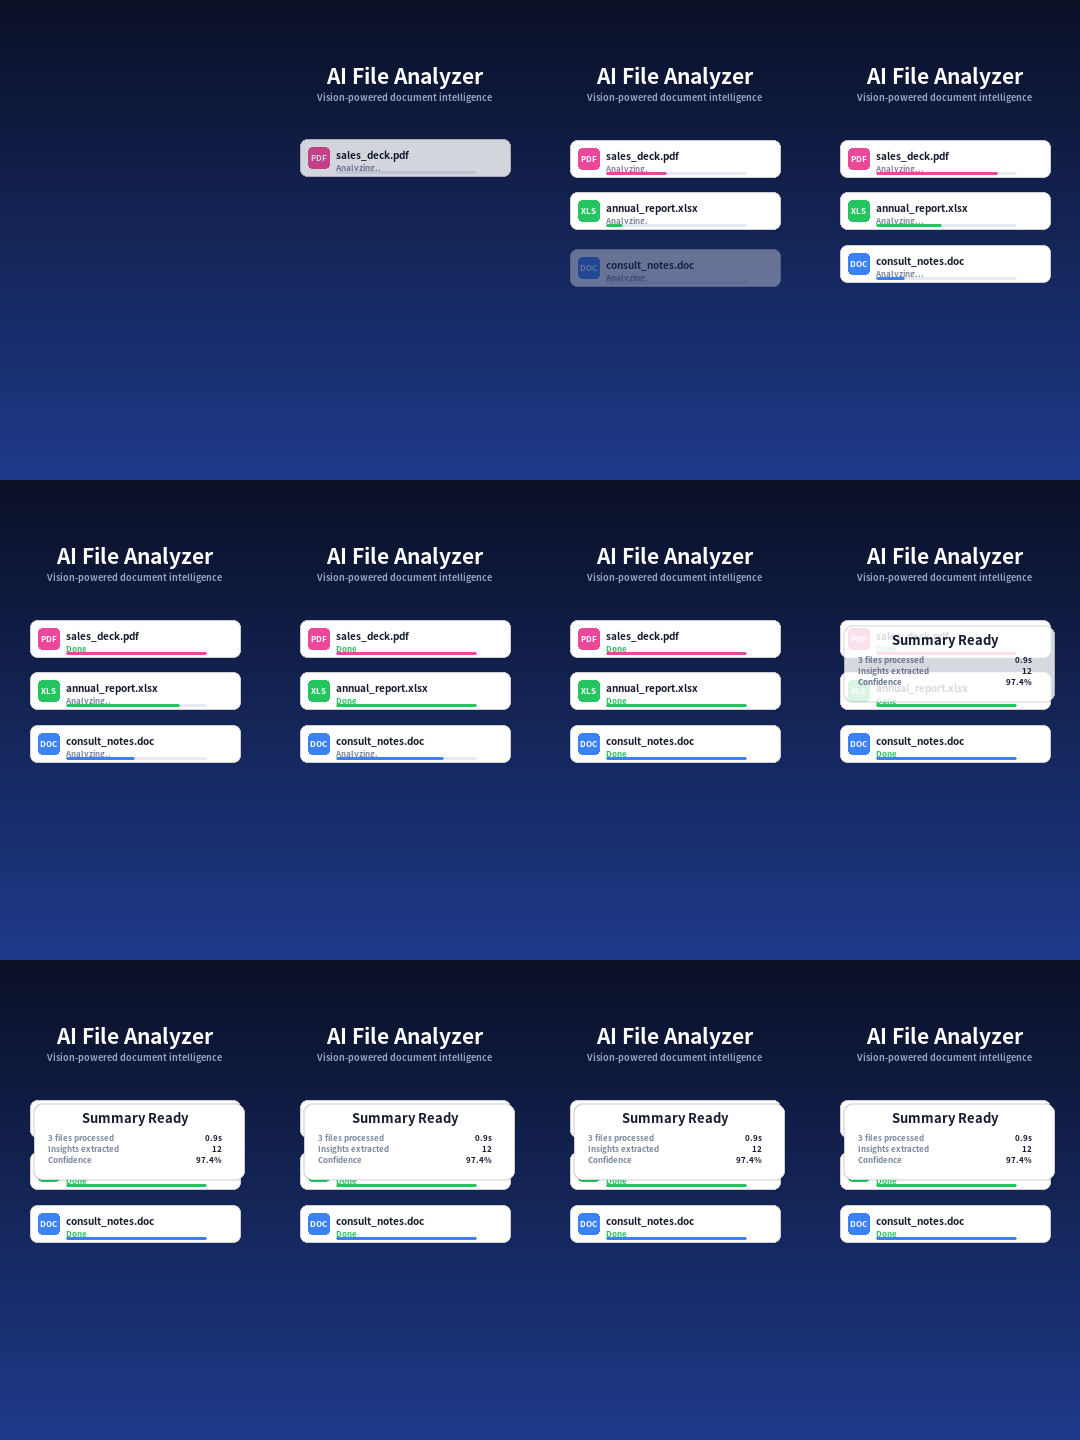 AI File Analyzer
Vision-powered document intelligence
PDF
sales_deck.pdf
Analyzing..
AI File Analyzer
Vision-powered document intelligence
PDF
sales_deck.pdf
Analyzing.
XLS
annual_report.xlsx
Analyzing.
DOC
consult_notes.doc
Analyzing.
AI File Analyzer
Vision-powered document intelligence
PDF
sales_deck.pdf
Analyzing...
XLS
annual_report.xlsx
Analyzing...
DOC
consult_notes.doc
Analyzing...
AI File Analyzer
Vision-powered document intelligence
PDF
sales_deck.pdf
Done
XLS
annual_report.xlsx
Analyzing..
DOC
consult_notes.doc
Analyzing..
AI File Analyzer
Vision-powered document intelligence
PDF
sales_deck.pdf
Done
XLS
annual_report.xlsx
Done
DOC
consult_notes.doc
Analyzing.
AI File Analyzer
Vision-powered document intelligence
PDF
sales_deck.pdf
Done
XLS
annual_report.xlsx
Done
DOC
consult_notes.doc
Done
AI File Analyzer
Vision-powered document intelligence
PDF
Summary Ready
3 files processed 0.9s
Insights extracted 12
Confidence 97.4%
XLS
annual_report.xlsx
Done
DOC
consult_notes.doc
Done
AI File Analyzer
Vision-powered document intelligence
Summary Ready
3 files processed 0.9s
Insights extracted 12
Confidence 97.4%
Done
DOC
consult_notes.doc
Done
AI File Analyzer
Vision-powered document intelligence
Summary Ready
3 files processed 0.9s
Insights extracted 12
Confidence 97.4%
Done
DOC
consult_notes.doc
Done
AI File Analyzer
Vision-powered document intelligence
Summary Ready
3 files processed 0.9s
Insights extracted 12
Confidence 97.4%
Done
DOC
consult_notes.doc
Done
AI File Analyzer
Vision-powered document intelligence
Summary Ready
3 files processed 0.9s
Insights extracted 12
Confidence 97.4%
Done
DOC
consult_notes.doc
Done